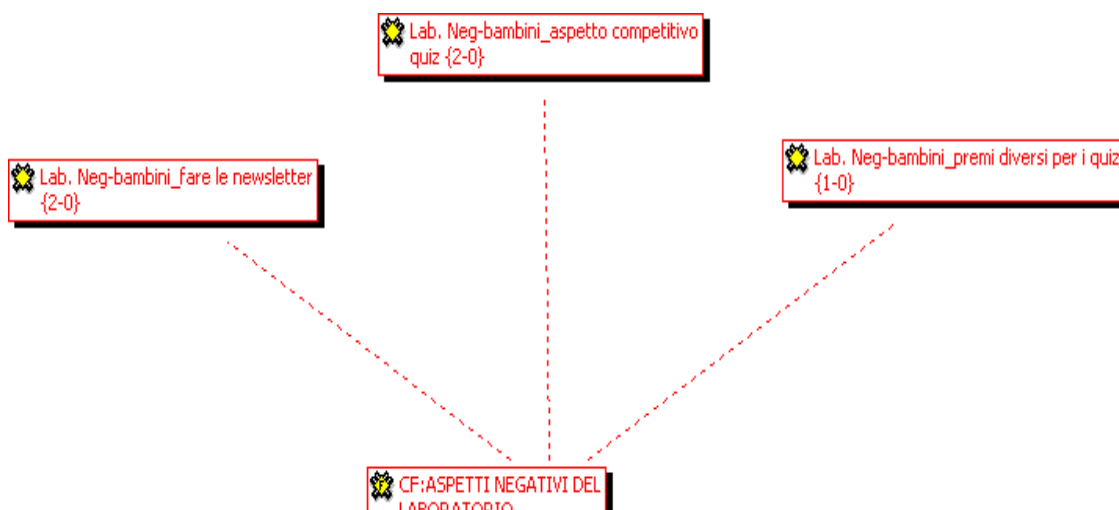 Lab. Neg-bambini_aspetto competitivo
quiz {2-0}
Lab. Neg-bambini_fare le newsletter
{2-0}
Lab. Neg-bambini_premi diversi per i quiz
{1-0}
CF:ASPETTI NEGATIVI DEL
LABORATORIO